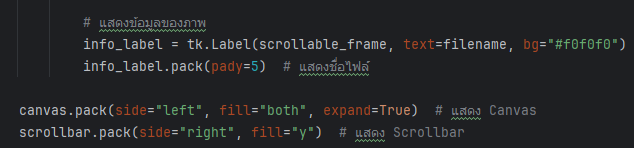 # แสดงข้อมูลของภาพ
info_label = tk.Label(scrollable_frame, text=filename, bg="#f0f0f0")
info_label.pack(pady=5)  # แสดงชื่อไฟล์
canvas.pack(side="left", fill="both", expand=True)  # แสดง Canvas
scrollbar.pack(side="right", fill="y")  # แสดง Scrollbar